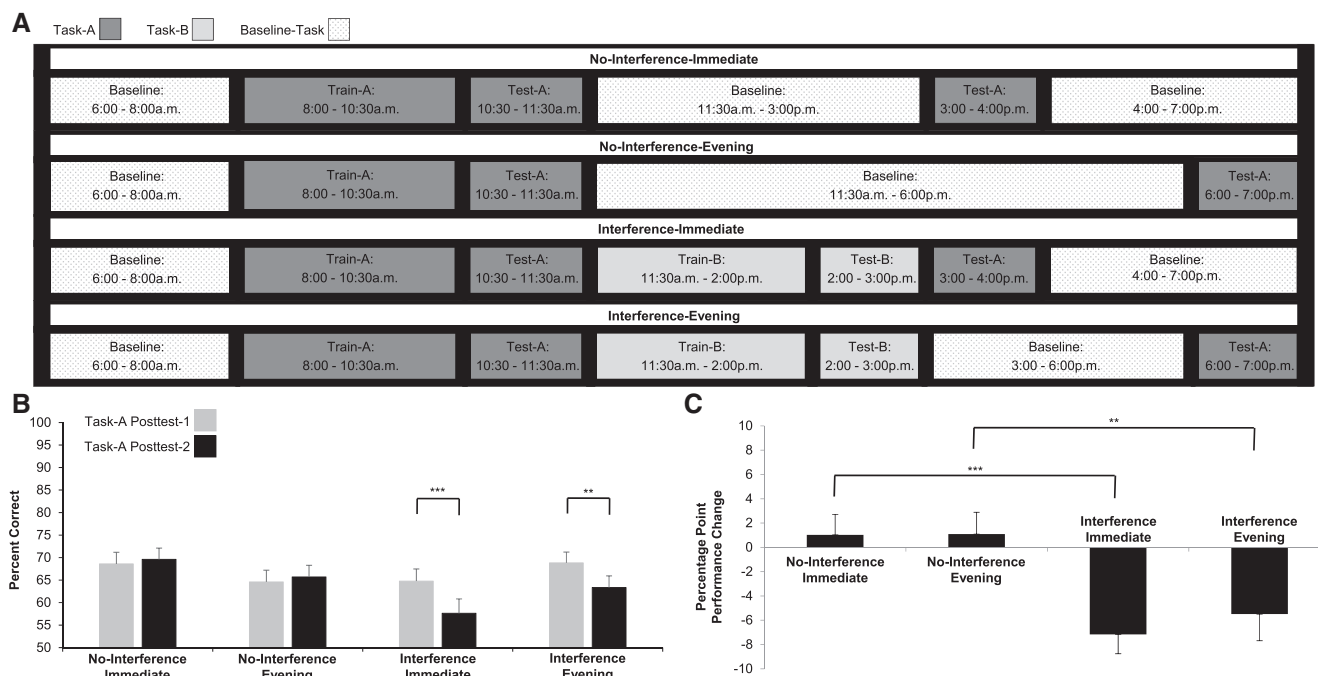 A
Task-A
Task-B
Baseline-Task
No-Interference-Immediate
Baseline:
6:00 - 8:00a.m.
Train-A:
8:00 - 10:30a.m.
Test-A:
10:30 - 11:30a.m.
Baseline:
11:30a.m. - 3:00p.m.
Test-A:
3:00 - 4:00p.m.
Baseline:
4:00 - 7:00p.m.
No-Interference-Evening
Baseline:
6:00 - 8:00a.m.
Train-A:
8:00 - 10:30a.m.
Test-A:
10:30 - 11:30a.m.
Baseline:
11:30a.m. - 6:00p.m.
Test-A:
6:00 - 7:00p.m.
Interference-Immediate
Baseline:
6:00 - 8:00a.m.
Train-A:
8:00 - 10:30a.m.
Test-A:
10:30 - 11:30a.m.
Train-B:
11:30a.m. - 2:00p.m.
Test-B:
2:00 - 3:00p.m.
Test-A:
3:00 - 4:00p.m.
Baseline:
4:00 - 7:00p.m.
Interference-Evening
Baseline:
6:00 - 8:00a.m.
Train-A:
8:00 - 10:30a.m.
Test-A:
10:30 - 11:30a.m.
Train-B:
11:30a.m. - 2:00p.m.
Test-B:
2:00 - 3:00p.m.
Baseline:
3:00 - 6:00p.m.
Test-A:
6:00 - 7:00p.m.
B
Task-A Posttest-1
Task-A Posttest-2
Percent Correct
100
95
90
85
80
75
70
65
60
55
50
***
**
No-Interference
Immediate
No-Interference
Evening
Interference
Immediate
Interference
Evening
C
Percentage Point
Performance Change
10
8
6
4
2
0
-2
-4
-6
-8
-10
**
***
No-Interference
Immediate
No-Interference
Evening
Interference
Immediate
Interference
Evening